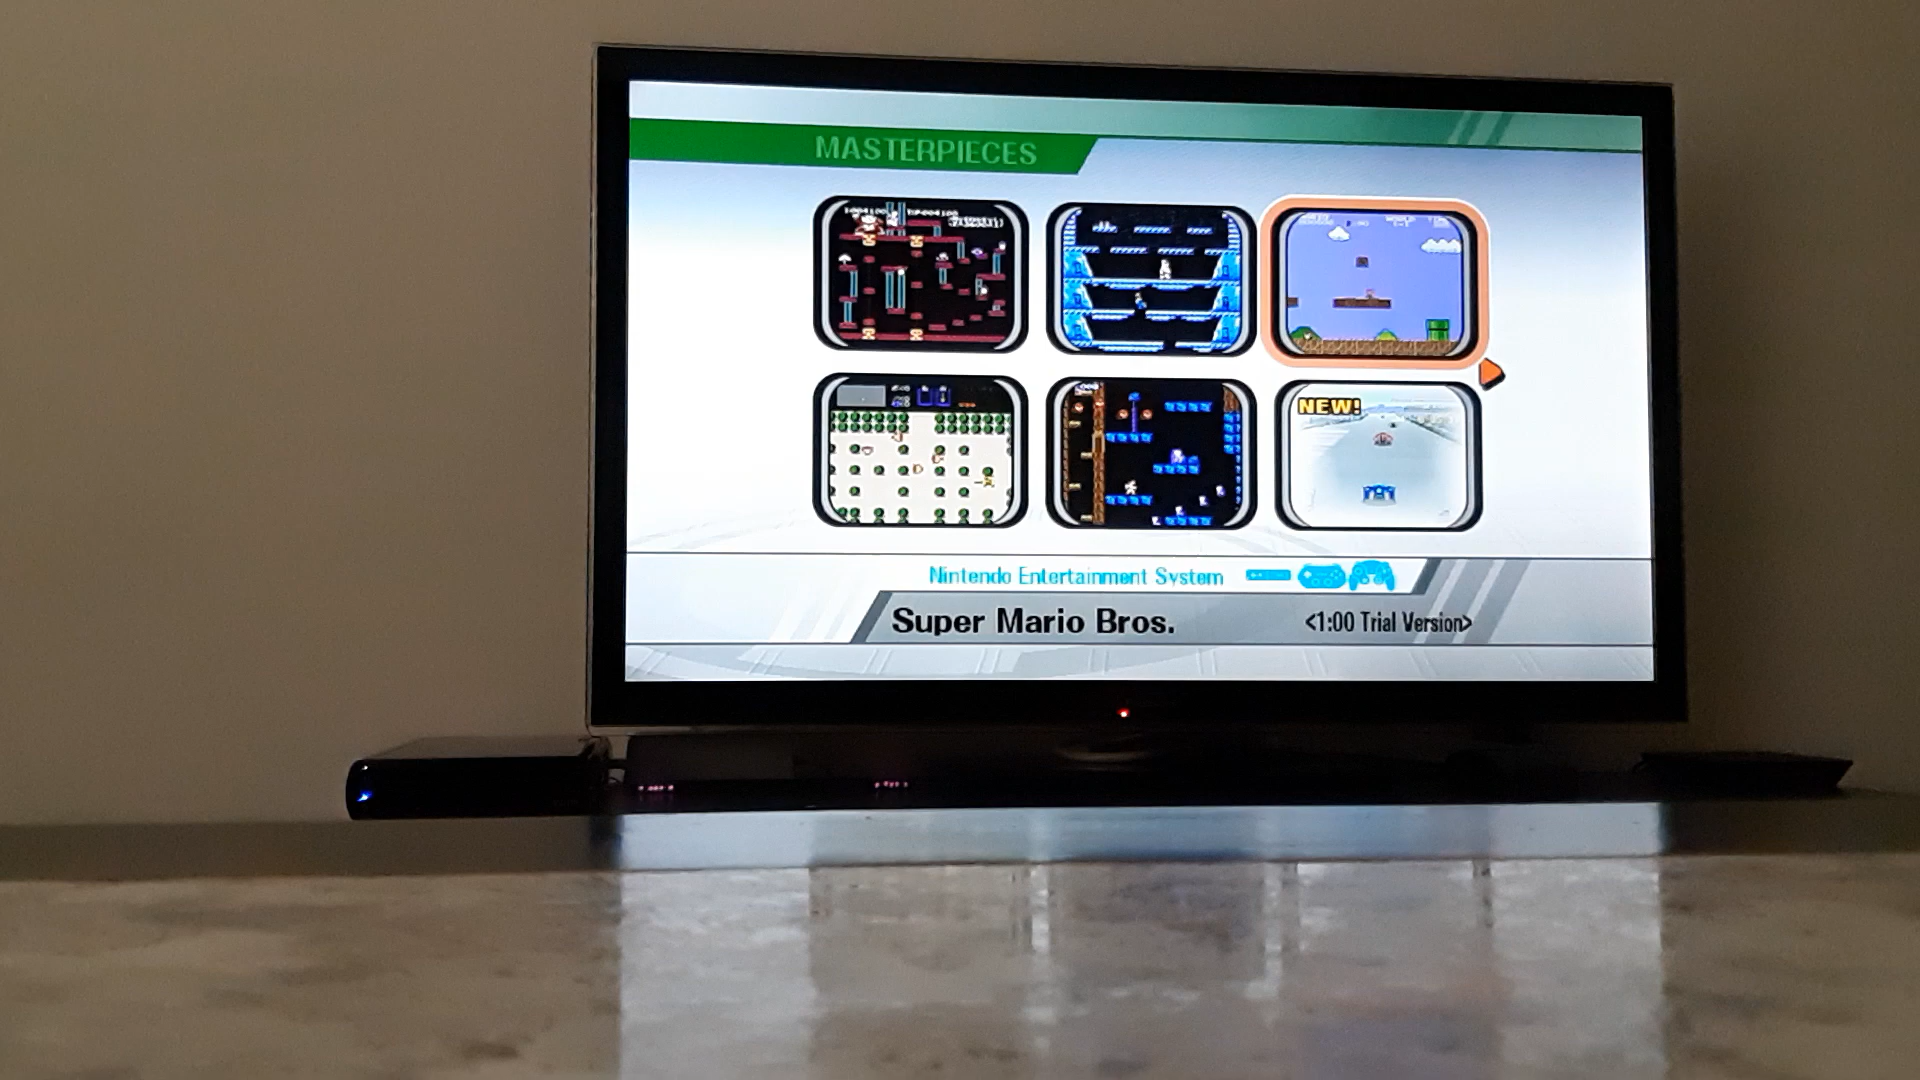 MASTERPIECES
NEW!
Nintendo Entertainment System
Super Mario Bros.
<1:00 Trial Version>